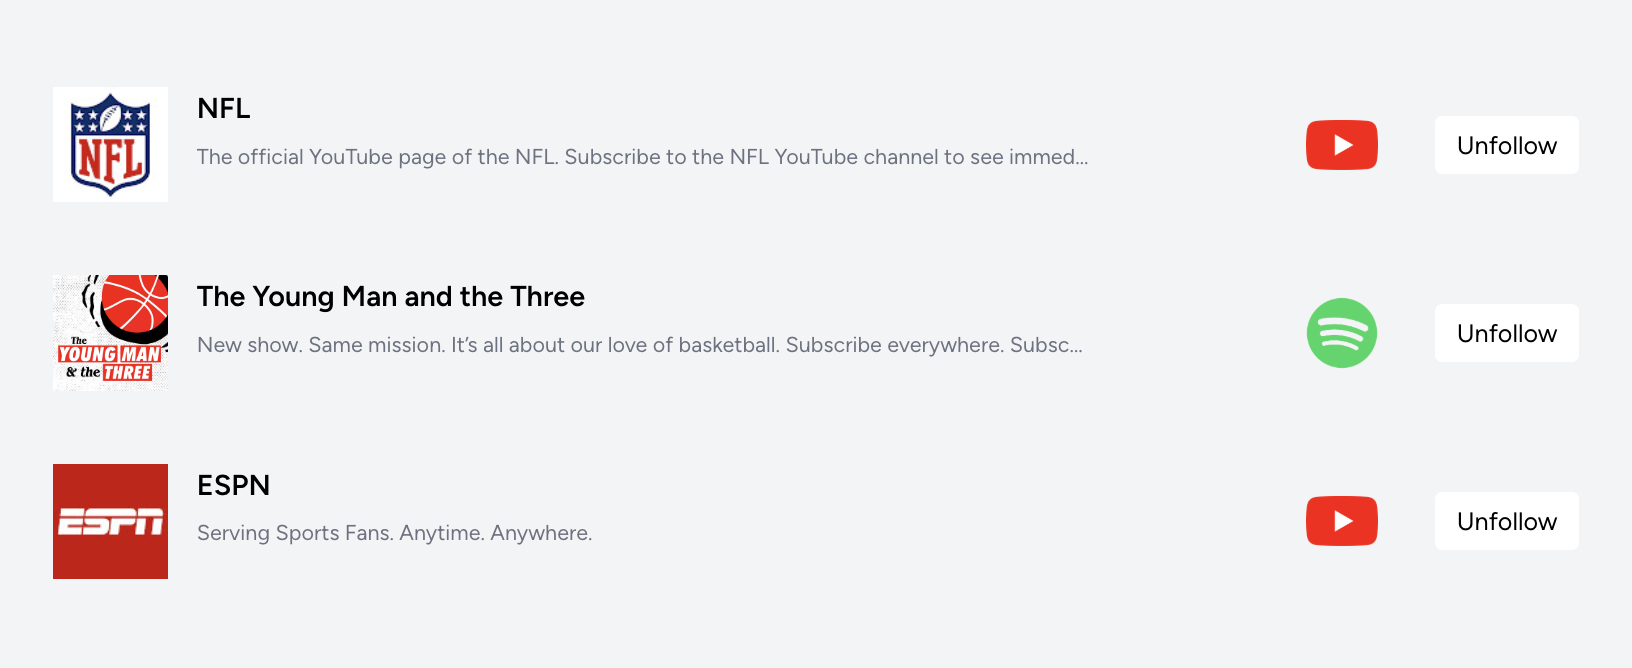 NFL
NFL
The official YouTube page of the NFL. Subscribe to the NFL YouTube channel to see immed...
Unfollow
The
YOUNG MAN
& the THREE
The Young Man and the Three
New show. Same mission. It’s all about our love of basketball. Subscribe everywhere. Subsc...
Unfollow
ESPN
ESPN
Serving Sports Fans. Anytime. Anywhere.
Unfollow